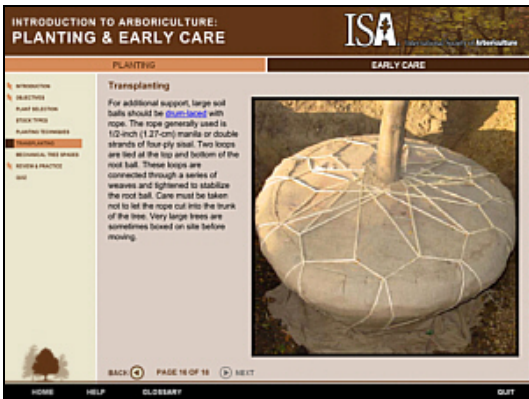 INTRODUCTION TO ARBORICULTURE:
PLANTING & EARLY CARE
ISA
International Society of Arboriculture
PLANTING
EARLY CARE
INTRODUCTION
OBJECTIVES
PLANT SELECTION
STOCK TYPES
PLANTING TECHNIQUES
TRANSPLANTING
MECHANICAL TREE SPADES
REVIEW & PRACTICE
QUIZ
Transplanting
For additional support, large soil
balls should be drum-laced with
rope. The rope generally used is
1/2-inch (1.27-cm) manila or double
strands of four-ply sisal. Two loops
are tied at the top and bottom of the
root ball. These loops are
connected through a series of
weaves and tightened to stabilize
the root ball. Care must be taken
not to let the rope cut into the trunk
of the tree. Very large trees are
sometimes boxed on site before
moving.
BACK PAGE 16 OF 18 NEXT
HOME HELP GLOSSARY QUIT